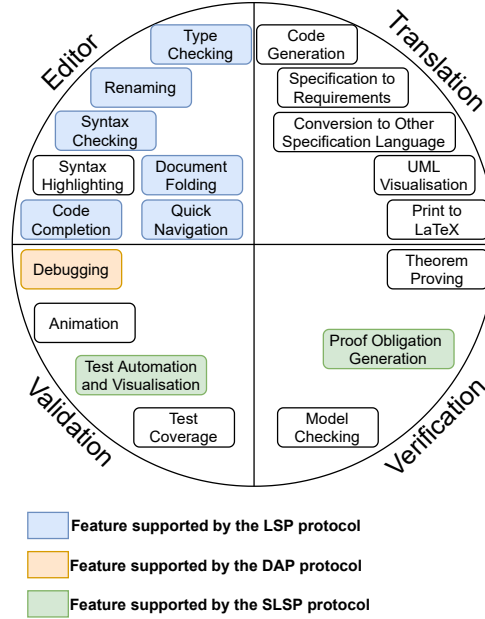 Editor
Translation
Type
Checking
Code
Generation
Renaming
Specification to
Requirements
Syntax
Checking
Conversion to Other
Specification Language
Syntax
Highlighting
Document
Folding
UML
Visualisation
Code
Completion
Quick
Navigation
Print to
LaTeX
Debugging
Theorem
Proving
Animation
Proof Obligation
Generation
Test Automation
and Visualisation
Test
Coverage
Model
Checking
Validation
Verification
Feature supported by the LSP protocol
Feature supported by the DAP protocol
Feature supported by the SLSP protocol